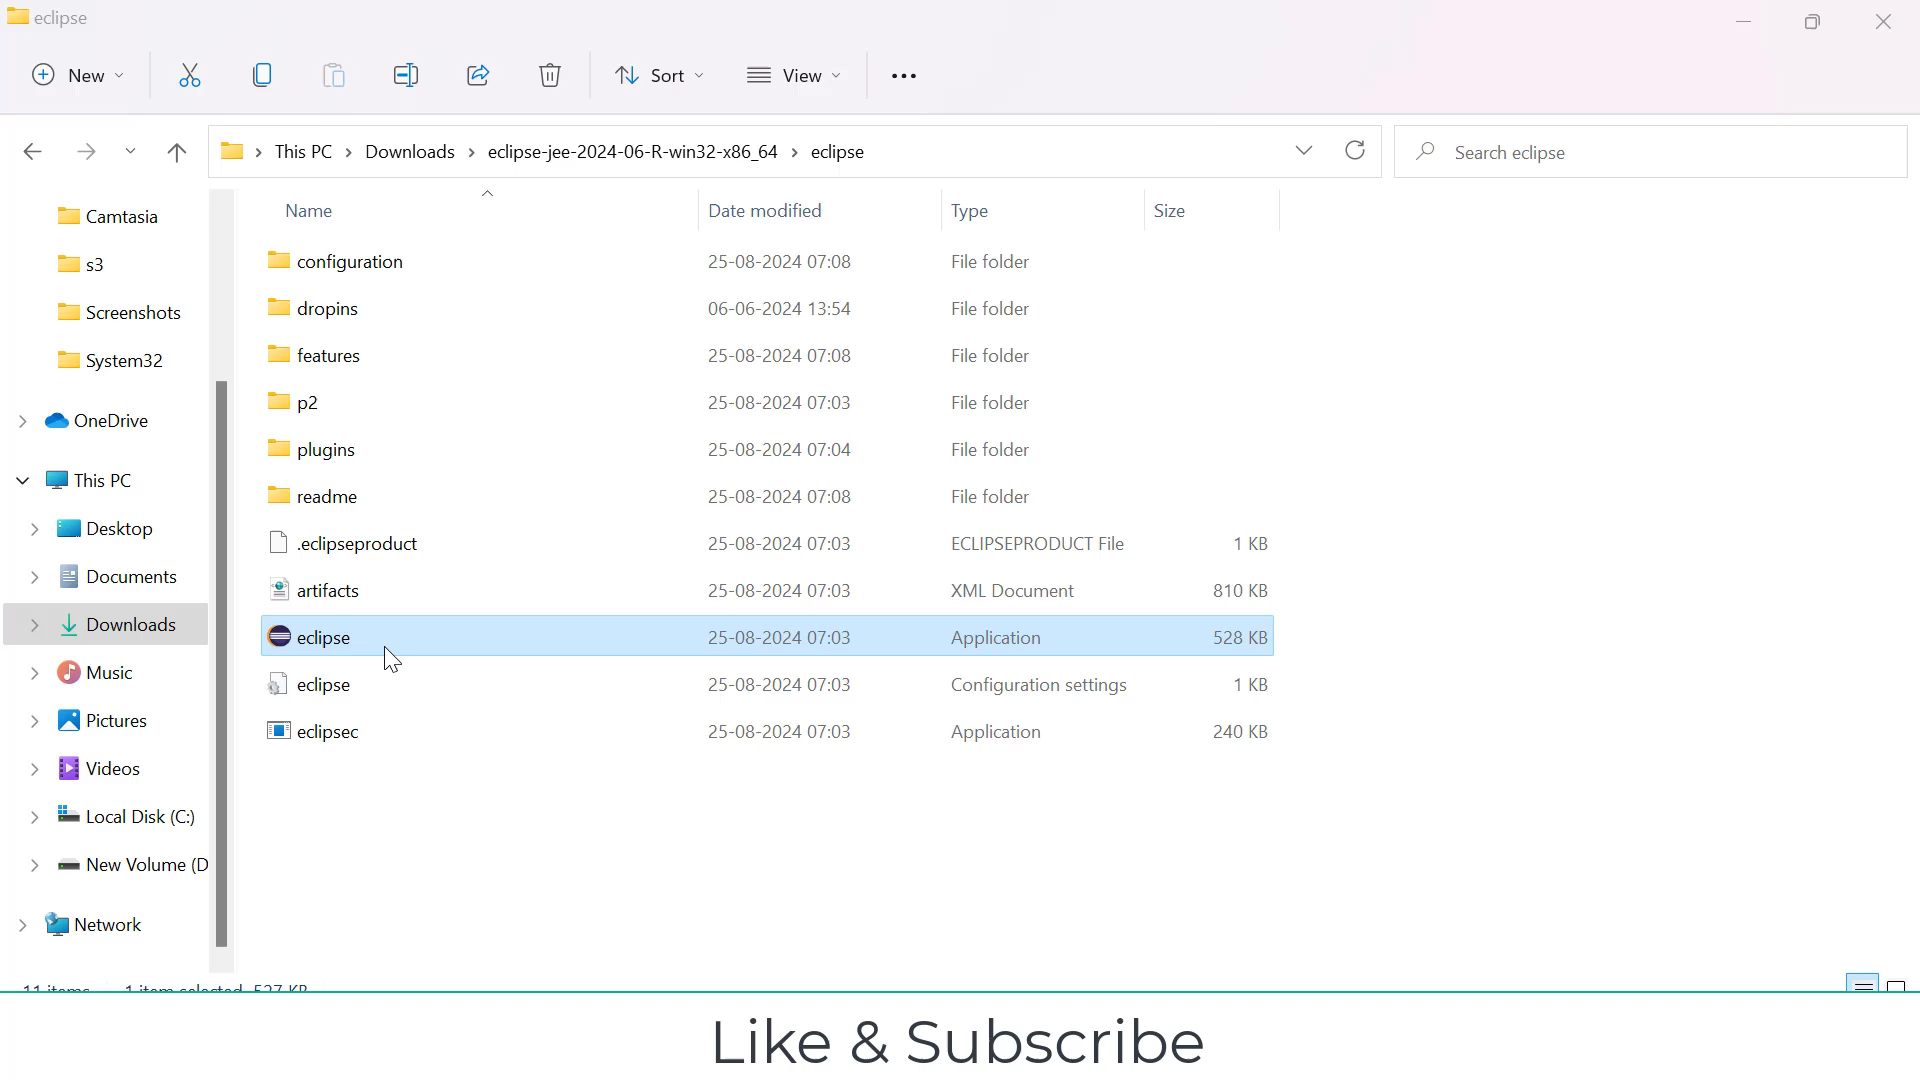 eclipse
New
Sort
View
This PC > Downloads > eclipse-jee-2024-06-R-win32-x86_64 > eclipse
Search eclipse
Camtasia
s3
Screenshots
System32
OneDrive
This PC
Desktop
Documents
Downloads
Music
Pictures
Videos
Local Disk (C:)
New Volume (D
Network
Name Date modified Type Size
configuration 25-08-2024 07:08 File folder
dropins 06-06-2024 13:54 File folder
features 25-08-2024 07:08 File folder
p2 25-08-2024 07:03 File folder
plugins 25-08-2024 07:04 File folder
readme 25-08-2024 07:08 File folder
.eclipseproduct 25-08-2024 07:03 ECLIPSEPRODUCT File 1 KB
artifacts 25-08-2024 07:03 XML Document 810 KB
eclipse 25-08-2024 07:03 Application 528 KB
eclipse 25-08-2024 07:03 Configuration settings 1 KB
eclipsec 25-08-2024 07:03 Application 240 KB
11 items 1 item selected 527 KB
Like & Subscribe